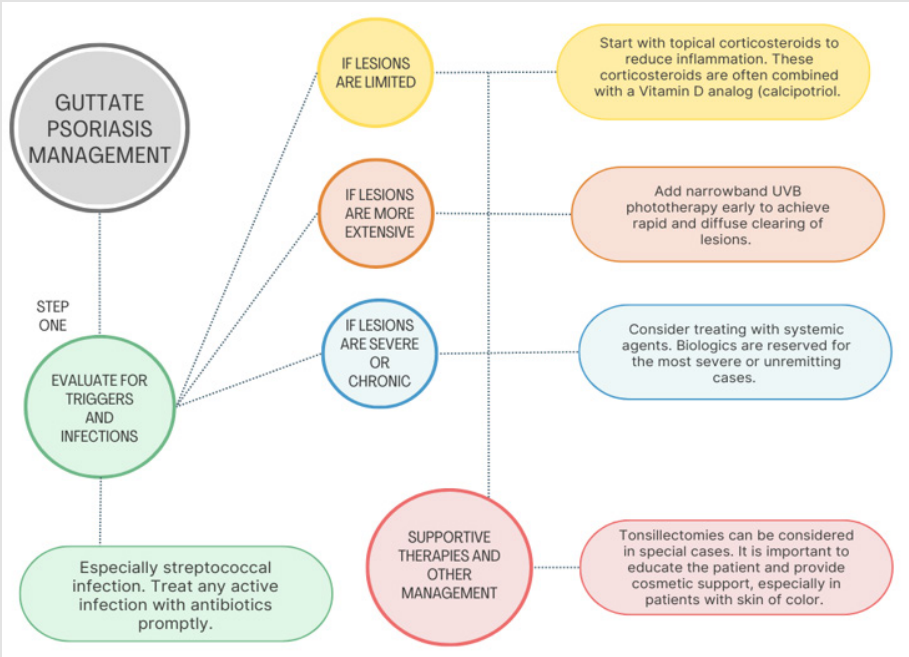 GUTTATE
PSORIASIS
MANAGEMENT
STEP
ONE
EVALUATE FOR
TRIGGERS
AND
INFECTIONS
Especially streptococcal
infection. Treat any active
infection with antibiotics
promptly.
IF LESIONS
ARE LIMITED
Start with topical corticosteroids to
reduce inflammation. These
corticosteroids are often combined
with a Vitamin D analog (calcipotriol.
IF LESIONS
ARE MORE
EXTENSIVE
Add narrowband UVB
phototherapy early to achieve
rapid and diffuse clearing of
lesions.
IF LESIONS
ARE SEVERE
OR
CHRONIC
Consider treating with systemic
agents. Biologics are reserved for
the most severe or unremitting
cases.
SUPPORTIVE
THERAPIES AND
OTHER
MANAGEMENT
Tonsillectomies can be considered
in special cases. It is important to
educate the patient and provide
cosmetic support, especially in
patients with skin of color.